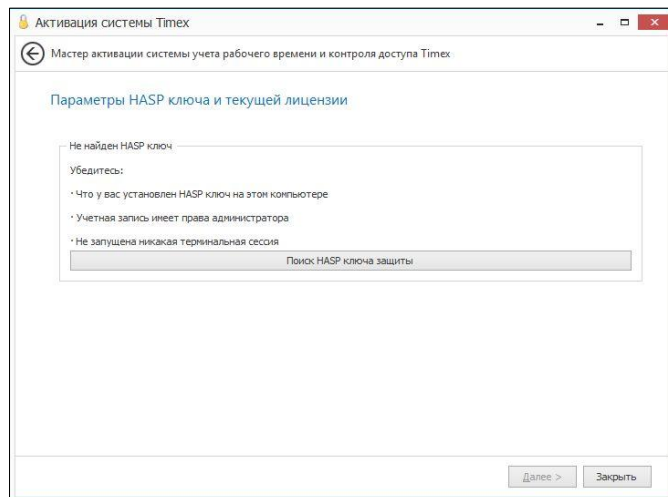 Активация системы Timex
Мастер активации системы учета рабочего времени и контроля доступа Timex
Параметры HASP ключа и текущей лицензии
Не найден HASP ключ
Убедитесь:
· Что у вас установлен HASP ключ на этом компьютере
· Учетная запись имеет права администратора
· Не запущена никакая терминальная сессия
Поиск HASP ключа защиты
Далее >
Закрыть